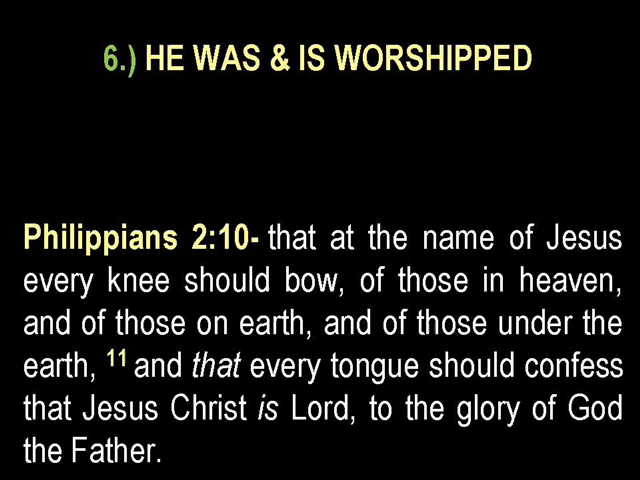 6.) HE WAS & IS WORSHIPPED
Philippians 2:10- that at the name of Jesus
every knee should bow, of those in heaven,
and of those on earth, and of those under the
earth, 11 and that every tongue should confess
that Jesus Christ is Lord, to the glory of God
the Father.